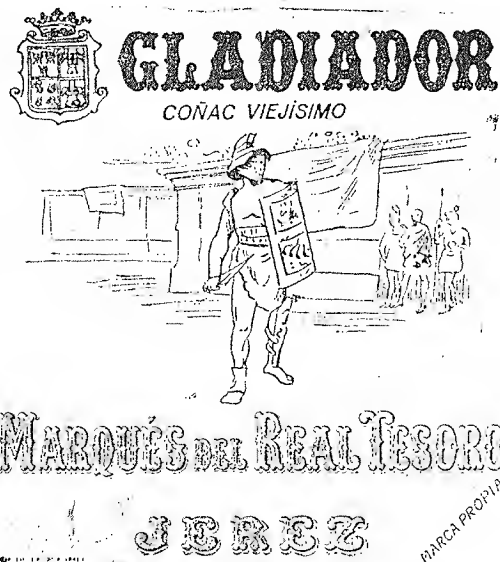 GLADIADOR
COÑAC VIEJÍSIMO
MARQUÉS DEL REAL TESORO
JEREZ
MARCA PROPIA